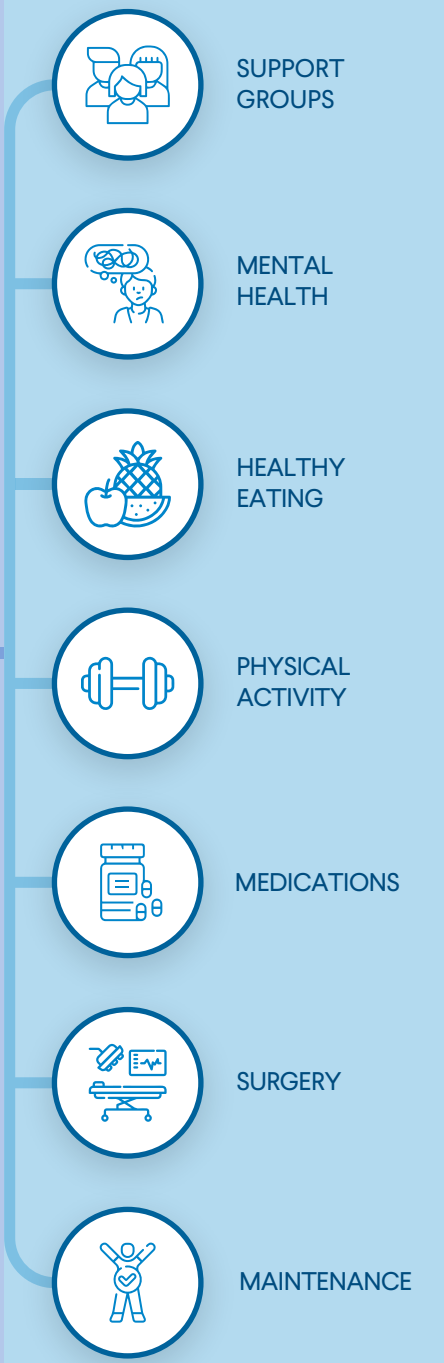 SUPPORT
GROUPS
MENTAL
HEALTH
HEALTHY
EATING
PHYSICAL
ACTIVITY
MEDICATIONS
SURGERY
MAINTENANCE